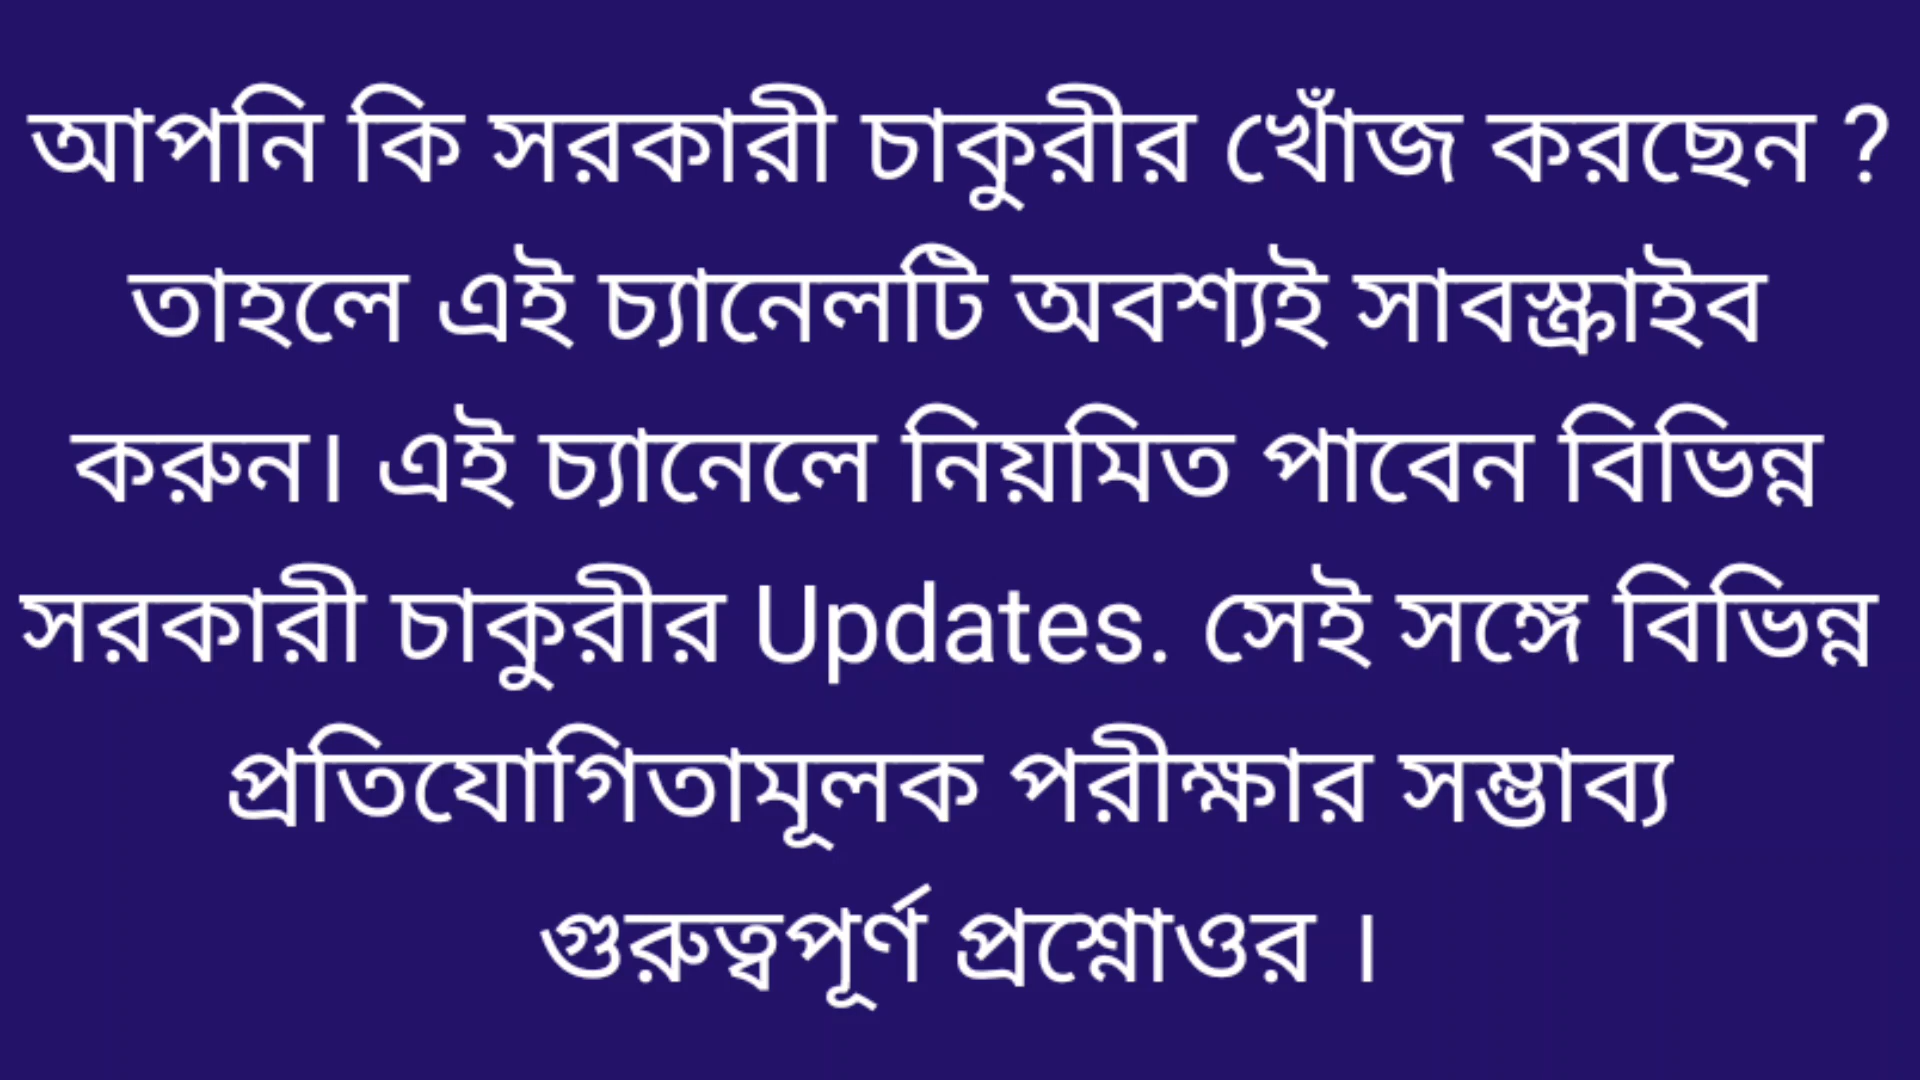 আপনি কি সরকারী চাকুরীর খোঁজ করছেন ?
তাহলে এই চ্যানেলটি অবশ্যই সাবস্ক্রাইব
করুন। এই চ্যানেলে নিয়মিত পাবেন বিভিন্ন
সরকারী চাকুরীর Updates. সেই সঙ্গে বিভিন্ন
প্রতিযোগিতামূলক পরীক্ষার সম্ভাব্য
গুরুত্বপূর্ণ প্রশ্নোওর ।